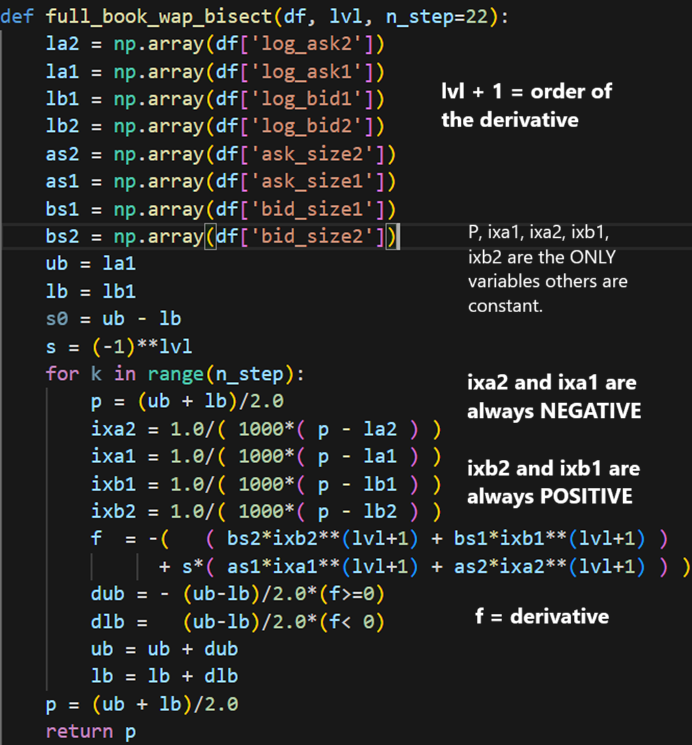 def full_book_wap_bisect(df, lvl, n_step=22):
    la2 = np.array(df['log_ask2'])
    la1 = np.array(df['log_ask1'])
    lb1 = np.array(df['log_bid1'])
    lb2 = np.array(df['log_bid2'])
    as2 = np.array(df['ask_size2'])
    as1 = np.array(df['ask_size1'])
    bs1 = np.array(df['bid_size1'])
    bs2 = np.array(df['bid_size2'])
    ub = la1
    lb = lb1
    s0 = ub - lb
    s = (-1)**lvl
    for k in range(n_step):
        p = (ub + lb)/2.0
        ixa2 = 1.0/( 1000*( p - la2 ) )
        ixa1 = 1.0/( 1000*( p - la1 ) )
        ixb1 = 1.0/( 1000*( p - lb1 ) )
        ixb2 = 1.0/( 1000*( p - lb2 ) )
        f  = -(   ( bs2*ixb2**(lvl+1) + bs1*ixb1**(lvl+1) )
              + s*( as1*ixa1**(lvl+1) + as2*ixa2**(lvl+1) ) )
        dub = - (ub-lb)/2.0*(f>=0)
        dlb =   (ub-lb)/2.0*(f< 0)
        ub = ub + dub
        lb = lb + dlb
    p = (ub + lb)/2.0
    return p
lvl + 1 = order of
the derivative
P, ixa1, ixa2, ixb1,
ixb2 are the ONLY
variables others are
constant.
ixa2 and ixa1 are
always NEGATIVE
ixb2 and ixb1 are
always POSITIVE
f = derivative